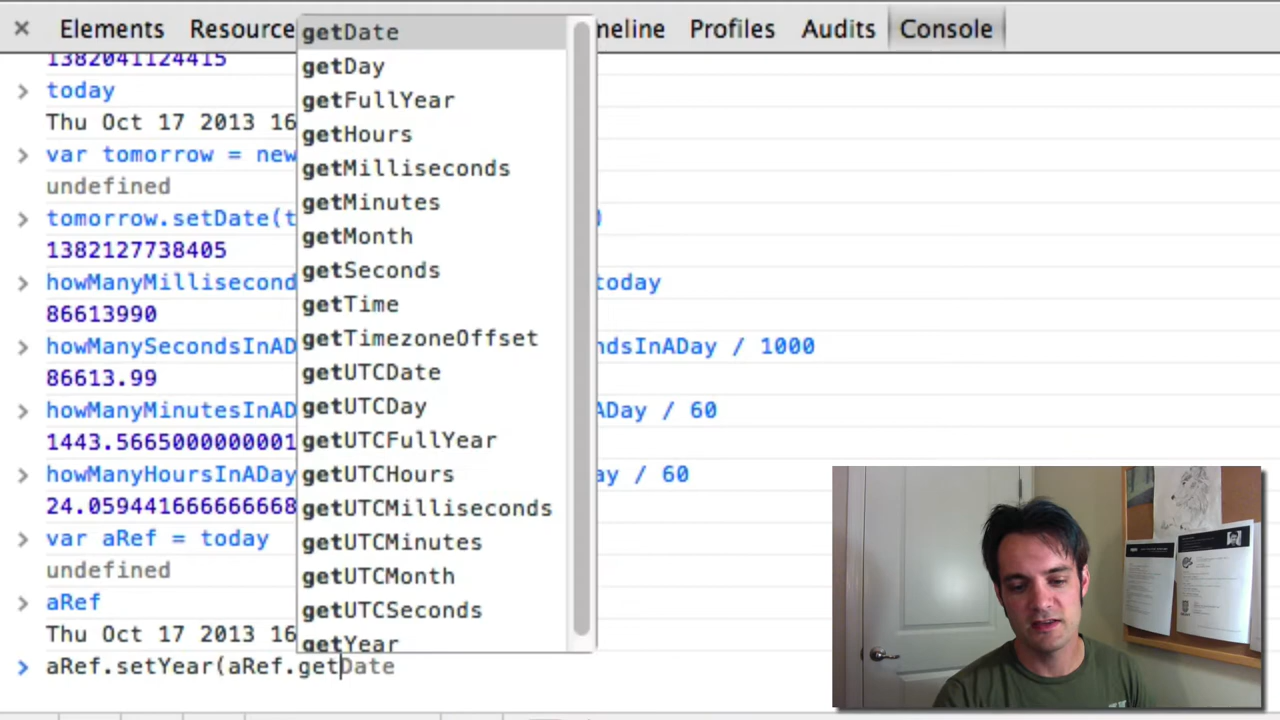 × Elements Resource neline Profiles Audits Console
1382041124415
> today
Thu Oct 17 2013 16
> var tomorrow = new
undefined
> tomorrow.setDate(t )
1382127738405
> howManyMillisecond today
86613990
> howManySecondsInAD ndsInADay / 1000
86613.99
> howManyMinutesInAD ADay / 60
1443.5665000000001
> howManyHoursInADay ay / 60
24.059441666666668
> var aRef = today
undefined
> aRef
Thu Oct 17 2013 16
> aRef.setYear(aRef.getDate
getDate
getDay
getFullYear
getHours
getMilliseconds
getMinutes
getMonth
getSeconds
getTime
getTimezoneOffset
getUTCDate
getUTCDay
getUTCFullYear
getUTCHours
getUTCMilliseconds
getUTCMinutes
getUTCMonth
getUTCSeconds
getYear